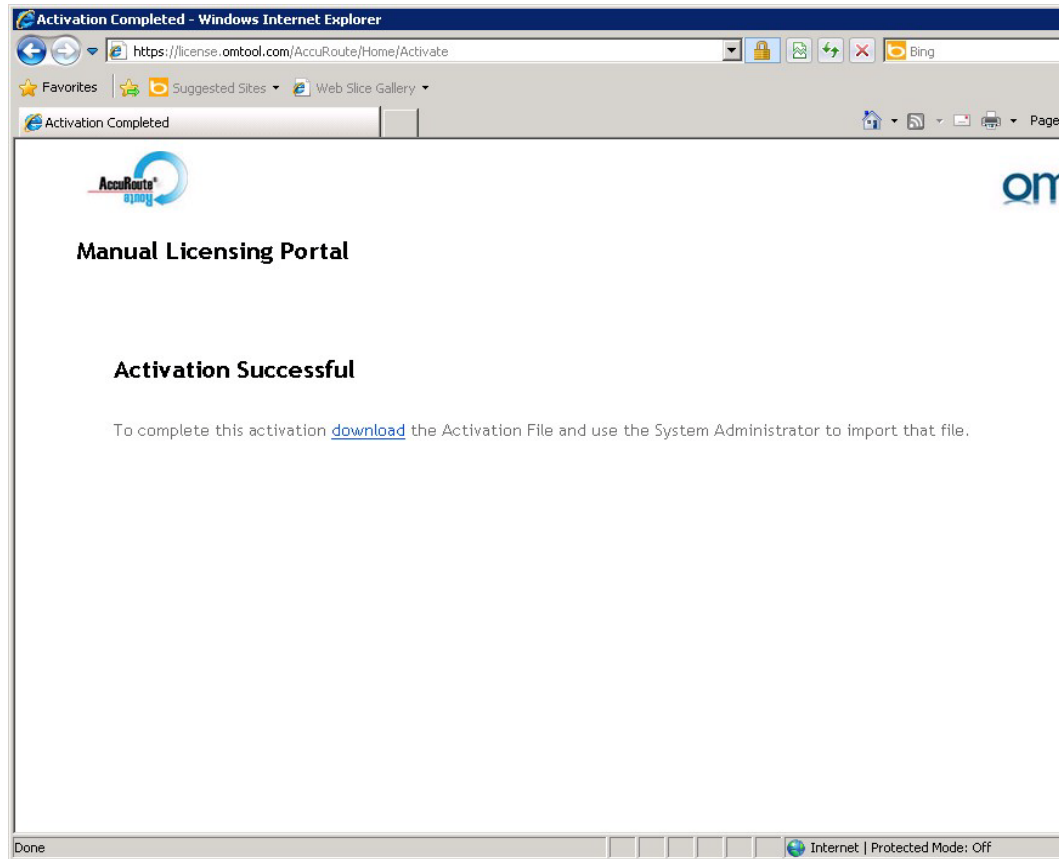 Activation Completed - Windows Internet Explorer
https://license.omtool.com/AccuRoute/Home/Activate
Bing
Favorites
Suggested Sites
Web Slice Gallery
Activation Completed
Page
AccuRoute®
Route
om
Manual Licensing Portal
Activation Successful
To complete this activation download the Activation File and use the System Administrator to import that file.
Done
Internet | Protected Mode: Off